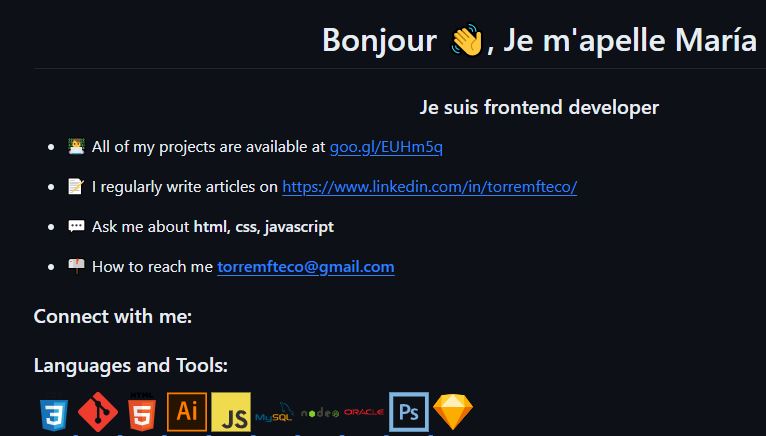 Bonjour 👋, Je m'apelle María
Je suis frontend developer
• 👨‍💻 All of my projects are available at goo.gl/EUHm5q
• 📝 I regularly write articles on https://www.linkedin.com/in/torremfteco/
• 💬 Ask me about html, css, javascript
• 📫 How to reach me torremfteco@gmail.com
Connect with me:
Languages and Tools:
3 HTML 5 Ai JS MySQL node ORACLE Ps